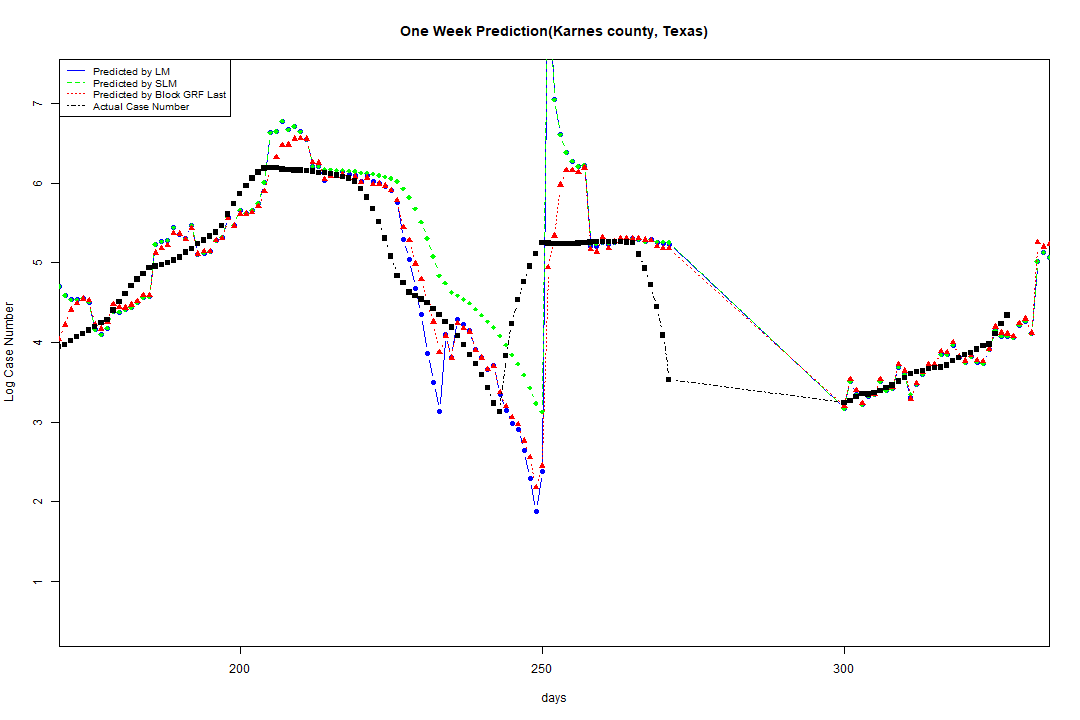 One Week Prediction(Karnes county, Texas)
Predicted by LM
Predicted by SLM
Predicted by Block GRF Last
Actual Case Number
Log Case Number
7
6
5
4
3
2
1
200
250
300
days